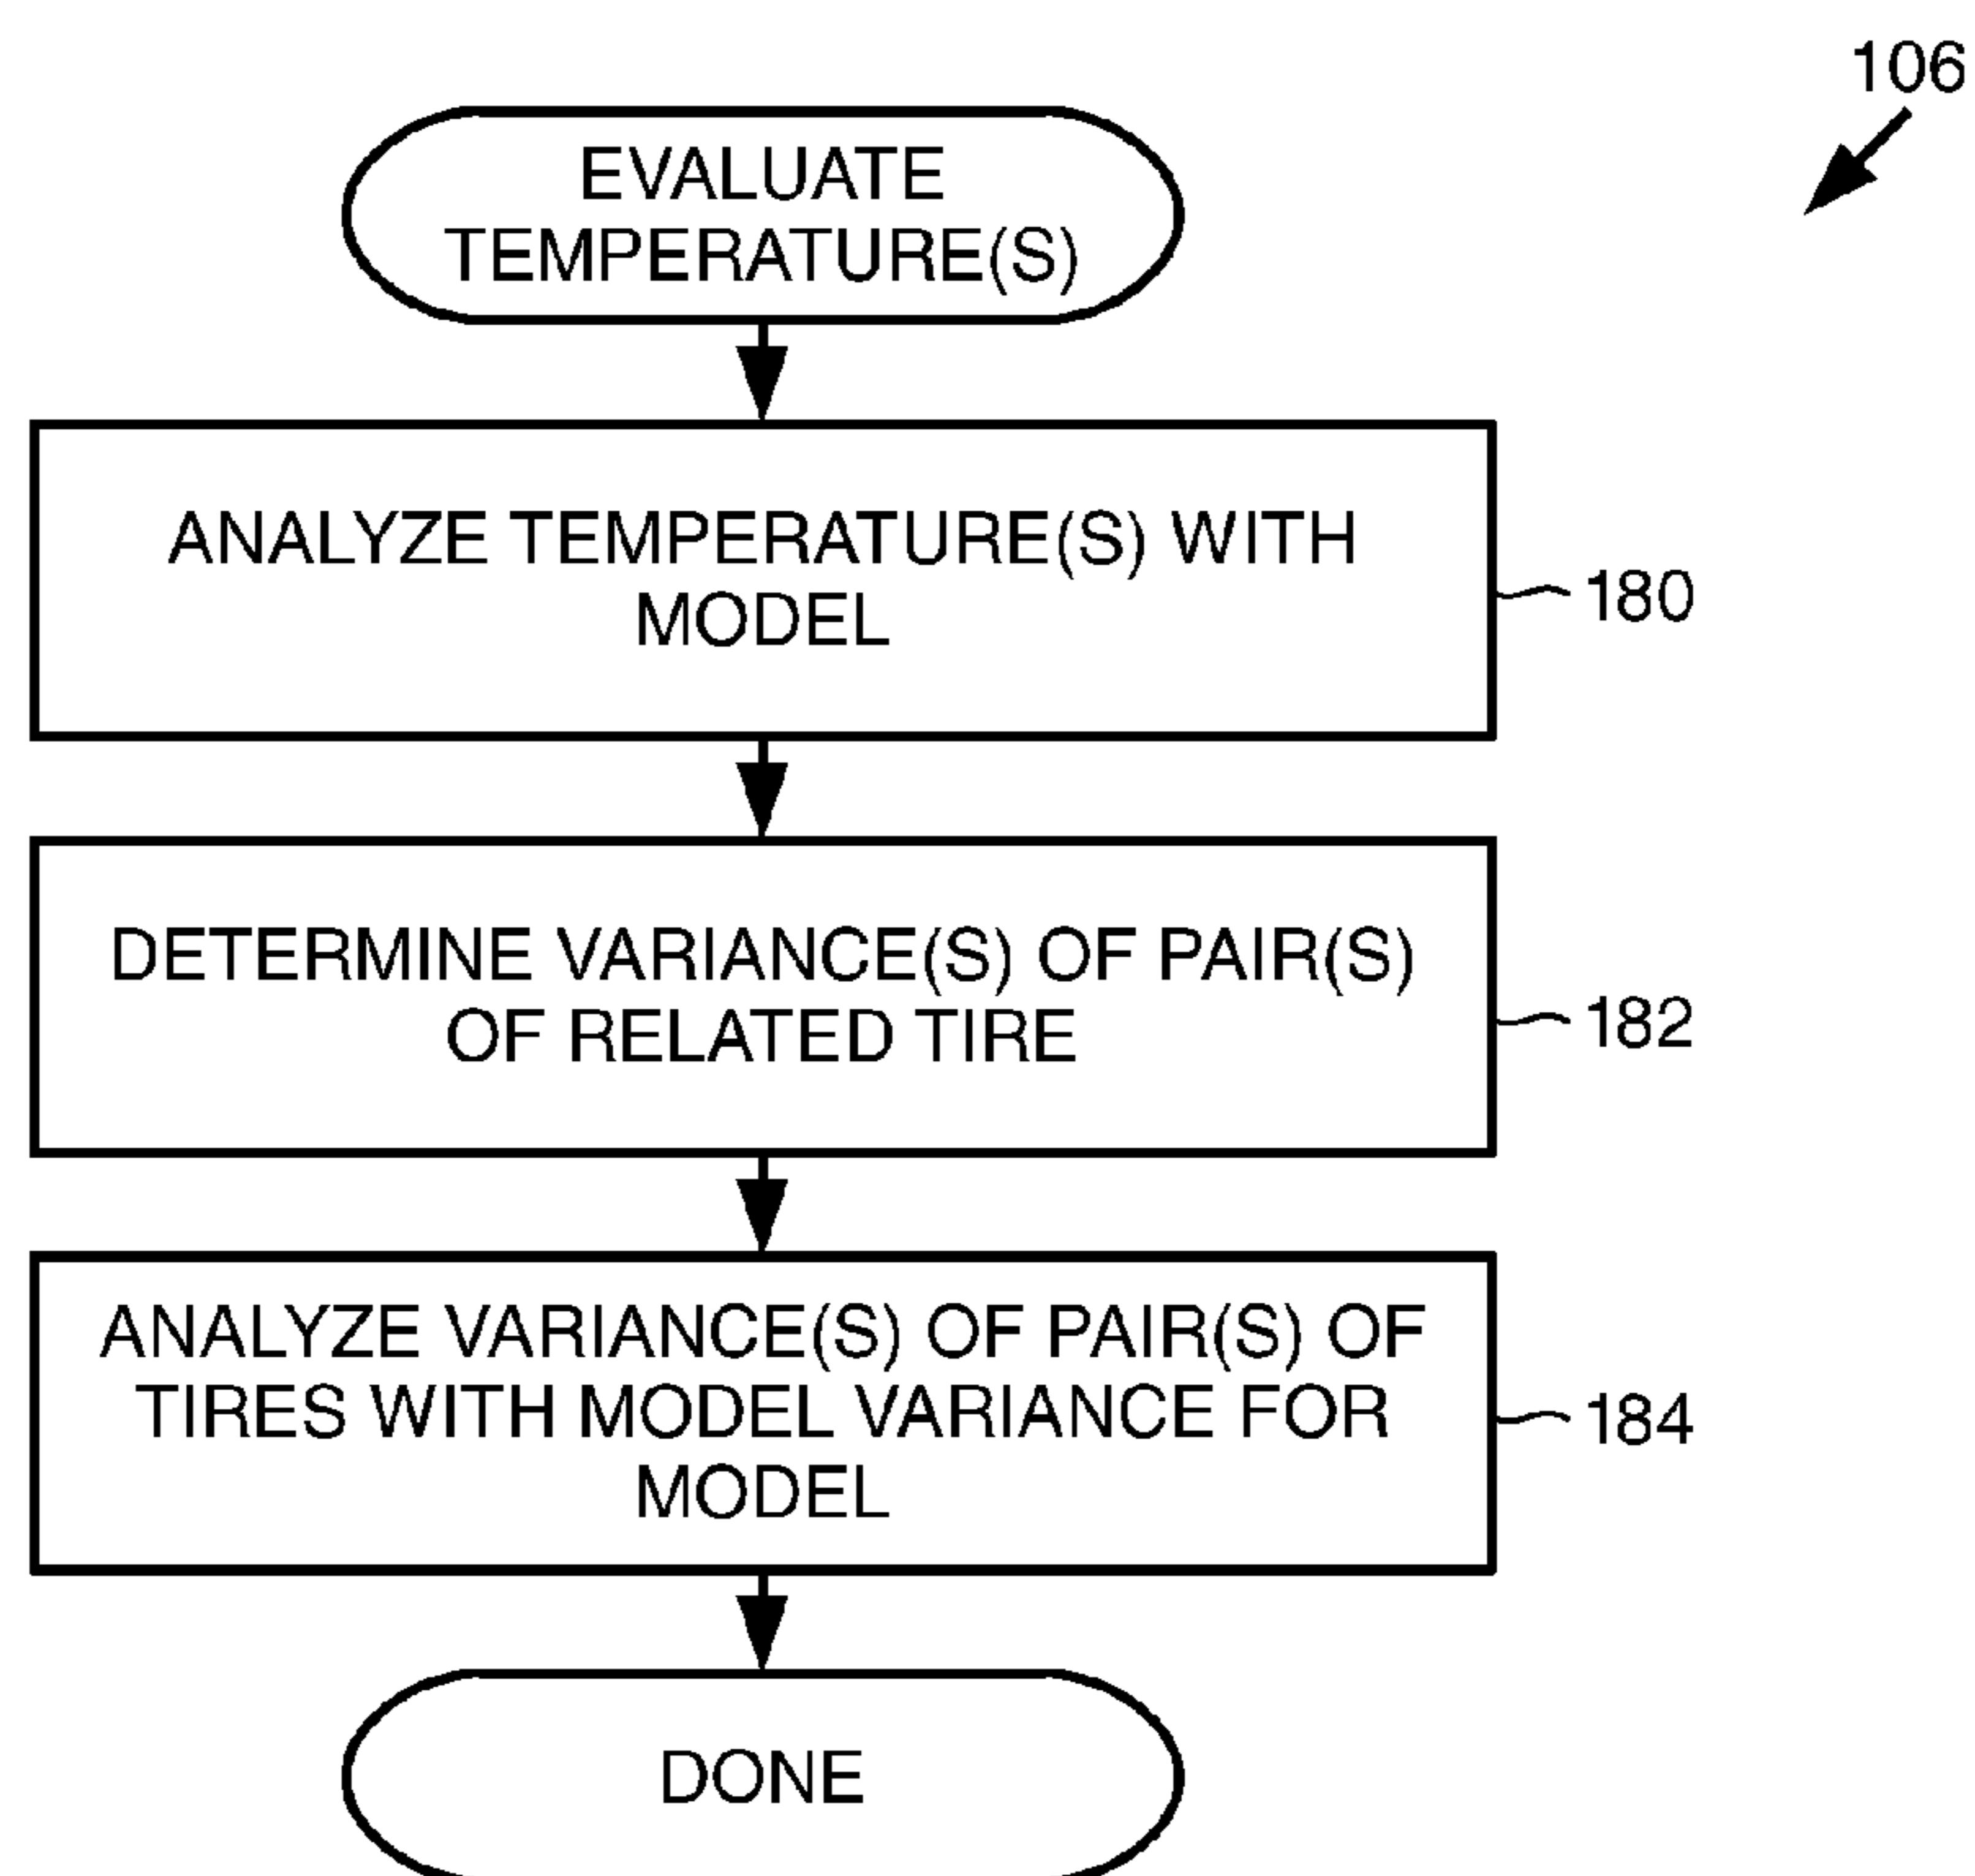 106
EVALUATE
TEMPERATURE(S)
ANALYZE TEMPERATURE(S) WITH
MODEL
180
DETERMINE VARIANCE(S) OF PAIR(S)
OF RELATED TIRE
182
ANALYZE VARIANCE(S) OF PAIR(S) OF
TIRES WITH MODEL VARIANCE FOR
MODEL
184
DONE